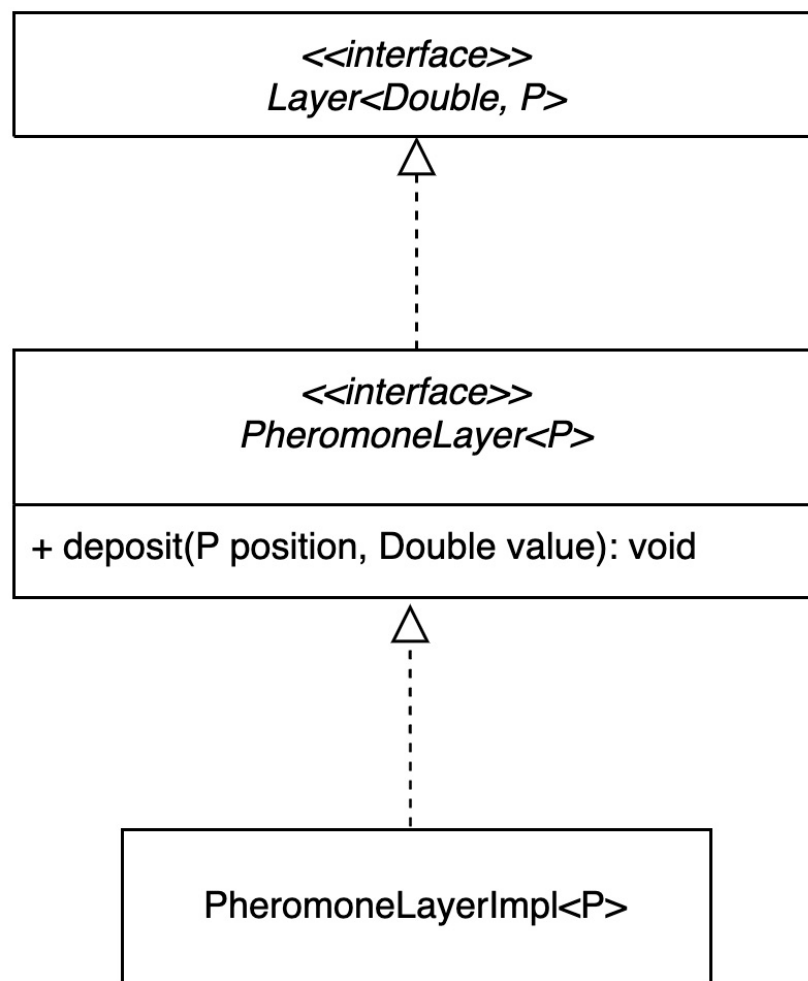 <<interface>>
Layer<Double, P>
<<interface>>
PheromoneLayer<P>
+ deposit(P position, Double value): void
PheromoneLayerImpl<P>